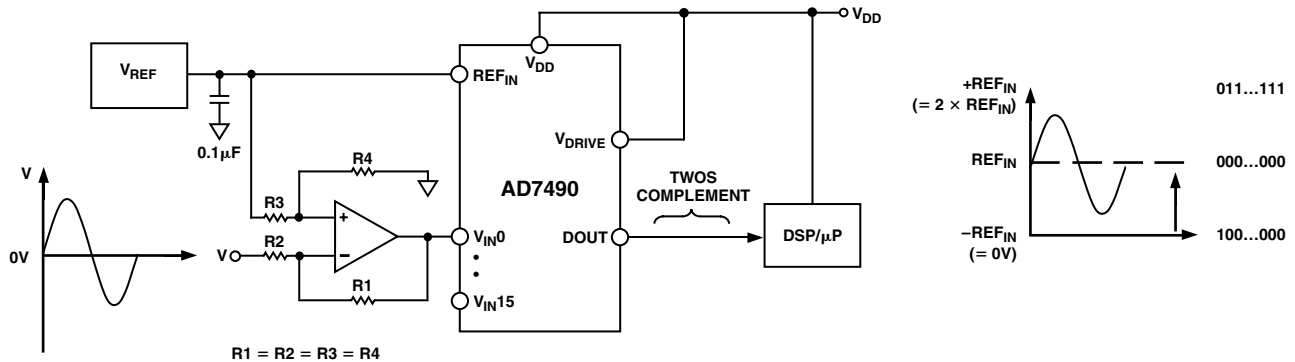 V_DD
V_REF
0.1µF
REF_IN
V_DD
V_DRIVE
AD7490
TWOS
COMPLEMENT
DOUT
DSP/µP
R4
R3
R2
R1
+
−
V
V_IN0
V_IN15
V
0V
R1 = R2 = R3 = R4
+REF_IN
(= 2 × REF_IN)
011...111
REF_IN
000...000
−REF_IN
(= 0V)
100...000